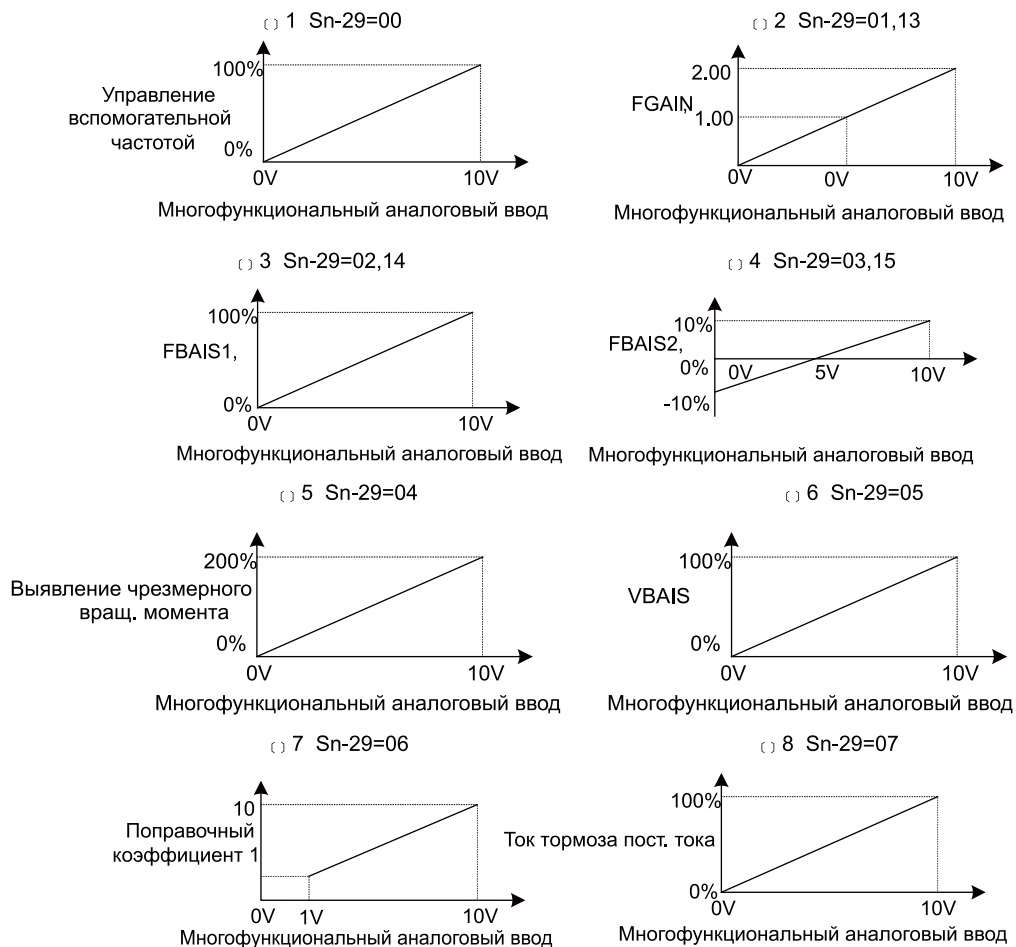 ( ) 1 Sn-29=00
100%
Управление
вспомогательной
частотой
0%
0V
10V
Многофункциональный аналоговый ввод
( ) 2 Sn-29=01,13
2.00
FGAIN,
1.00
0V
0V
10V
Многофункциональный аналоговый ввод
( ) 3 Sn-29=02,14
100%
FBAIS1,
0%
0V
10V
Многофункциональный аналоговый ввод
( ) 4 Sn-29=03,15
10%
FBAIS2,
0%
0V
5V
10V
-10%
Многофункциональный аналоговый ввод
( ) 5 Sn-29=04
200%
Выявление чрезмерного
вращ. момента
0%
0V
10V
Многофункциональный аналоговый ввод
( ) 6 Sn-29=05
100%
VBAIS
0%
0V
10V
Многофункциональный аналоговый ввод
( ) 7 Sn-29=06
10
Поправочный
коэффициент 1
0V
1V
10V
Многофункциональный аналоговый ввод
( ) 8 Sn-29=07
100%
Ток тормоза пост. тока
0%
0V
10V
Многофункциональный аналоговый ввод